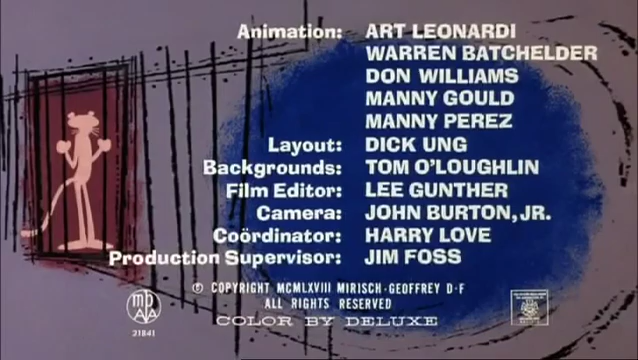 Animation: ART LEONARDI
WARREN BATCHELDER
DON WILLIAMS
MANNY GOULD
MANNY PEREZ
Layout: DICK UNG
Backgrounds: TOM O'LOUGHLIN
Film Editor: LEE GUNTHER
Camera: JOHN BURTON, JR.
Coördinator: HARRY LOVE
Production Supervisor: JIM FOSS
© COPYRIGHT MCMLXVIII MIRISCH-GEOFFREY D-F
ALL RIGHTS RESERVED
COLOR BY DELUXE
21841